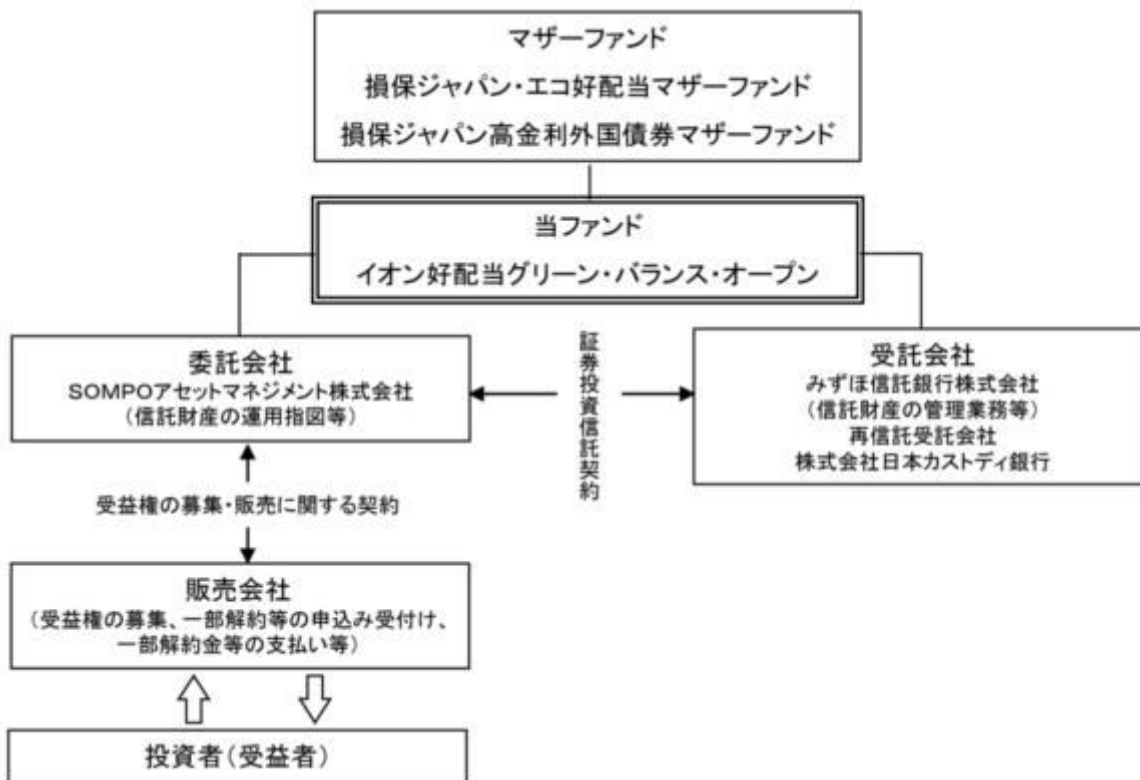 マザーファンド
損保ジャパン・エコ好配当マザーファンド
損保ジャパン高金利外国債券マザーファンド
当ファンド
イオン好配当グリーン・バランス・オープン
委託会社
SOMPOアセットマネジメント株式会社
（信託財産の運用指図等）
証券投資信託契約
受託会社
みずほ信託銀行株式会社
（信託財産の管理業務等）
再信託受託会社
株式会社日本カストディ銀行
受益権の募集・販売に関する契約
販売会社
（受益権の募集、一部解約等の申込み受付け、
一部解約金等の支払い等）
投資者（受益者）